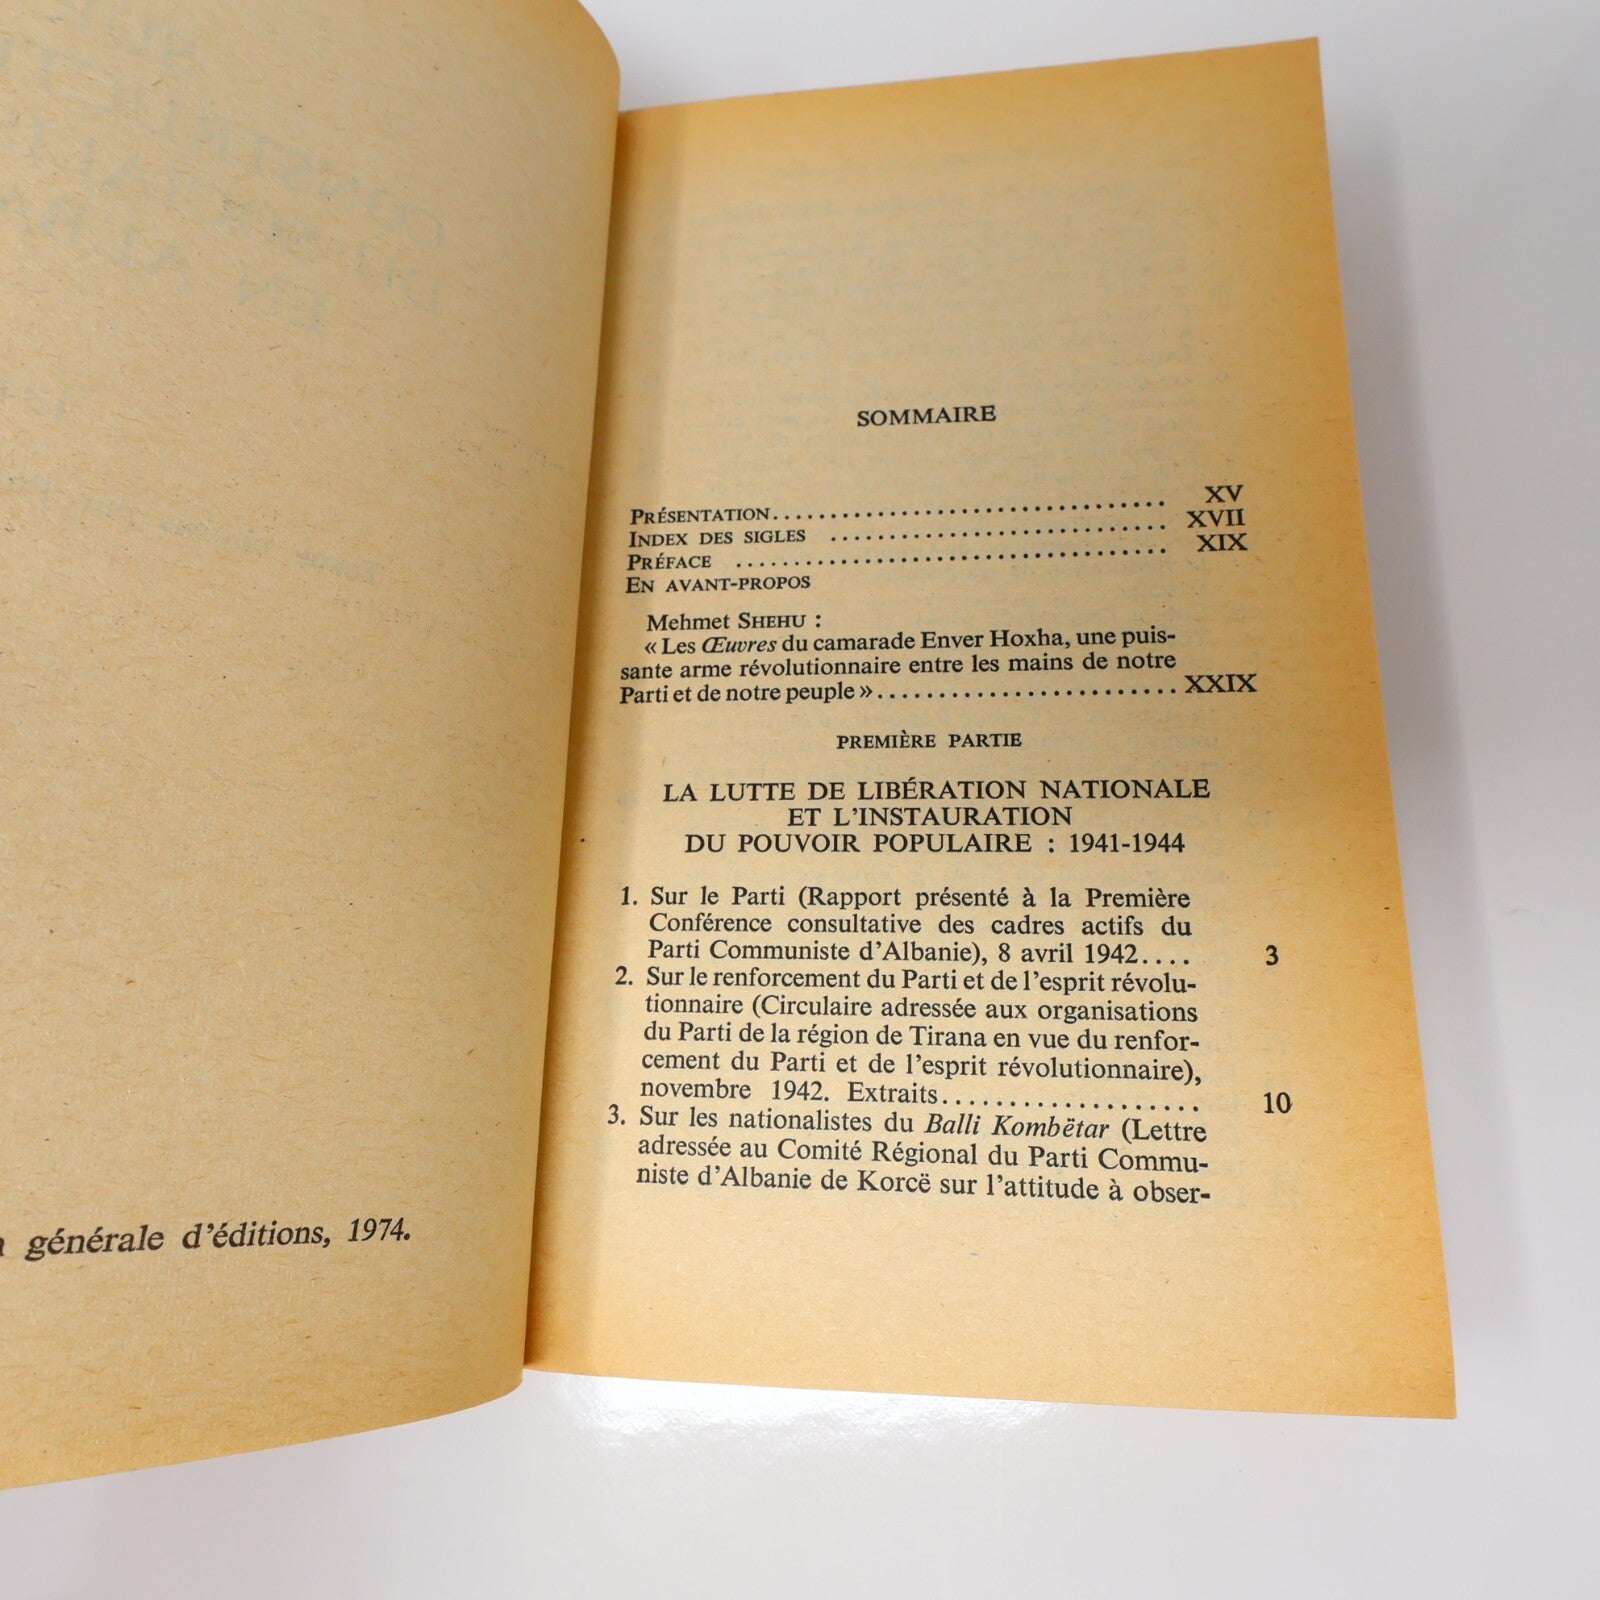 générale d'éditions, 1974.
SOMMAIRE
PRÉSENTATION.................................. XV
INDEX DES SIGLES ............................. XVII
PRÉFACE .................................... XIX
EN AVANT-PROPOS
Mehmet SHEHU :
« Les Œuvres du camarade Enver Hoxha, une puis-
sante arme révolutionnaire entre les mains de notre
Parti et de notre peuple »......................... XXIX
PREMIÈRE PARTIE
LA LUTTE DE LIBÉRATION NATIONALE
ET L'INSTAURATION
DU POUVOIR POPULAIRE : 1941-1944
1. Sur le Parti (Rapport présenté à la Première
Conférence consultative des cadres actifs du
Parti Communiste d'Albanie), 8 avril 1942.... 3
2. Sur le renforcement du Parti et de l'esprit révolu-
tionnaire (Circulaire adressée aux organisations
du Parti de la région de Tirana en vue du renfor-
cement du Parti et de l'esprit révolutionnaire),
novembre 1942. Extraits.................... 10
3. Sur les nationalistes du Balli Kombëtar (Lettre
adressée au Comité Régional du Parti Commu-
niste d'Albanie de Korcë sur l'attitude à obser-